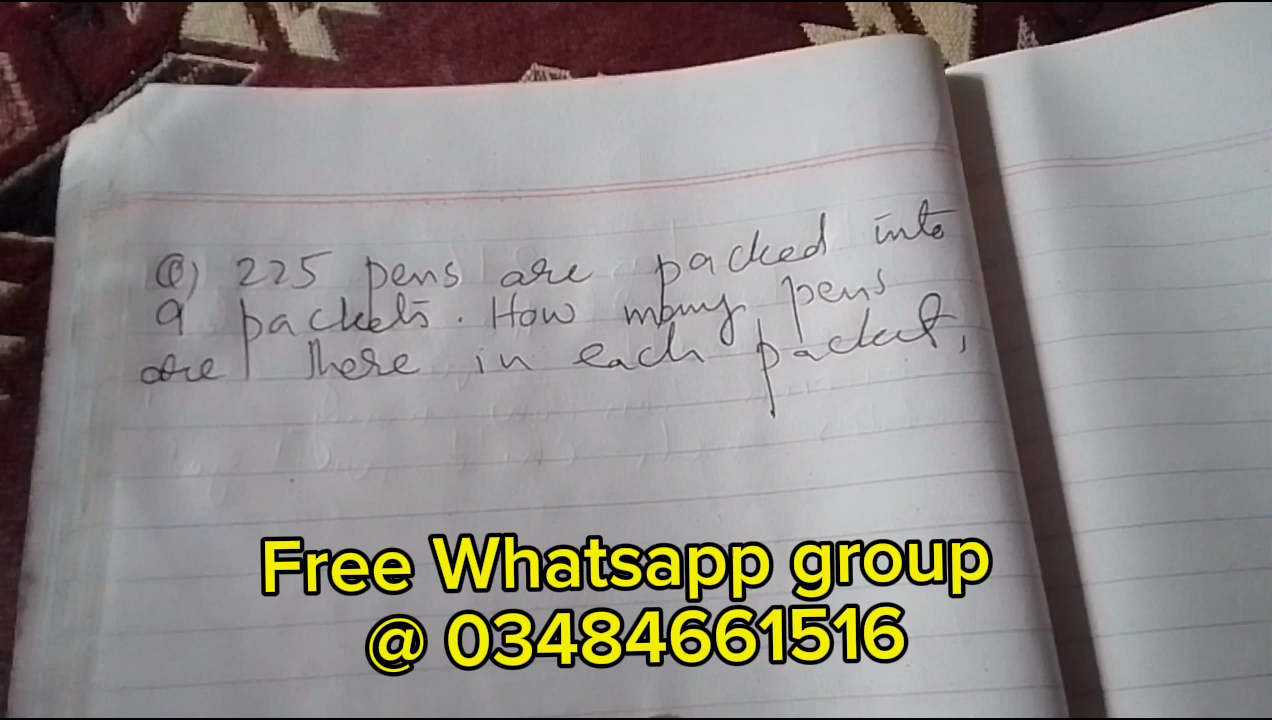 Q) 225 pens are packed into
9 packets. How many pens
are there in each packet,
Free Whatsapp group
@ 03484661516